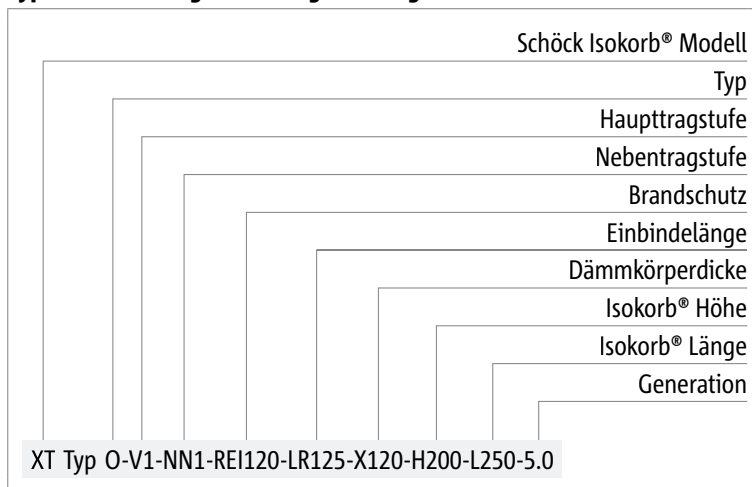 Schöck Isokorb® Modell
Typ
Haupttragstufe
Nebentragstufe
Brandschutz
Einbindelänge
Dämmkörperdicke
Isokorb® Höhe
Isokorb® Länge
Generation
XT Typ O-V1-NN1-REI120-LR125-X120-H200-L250-5.0